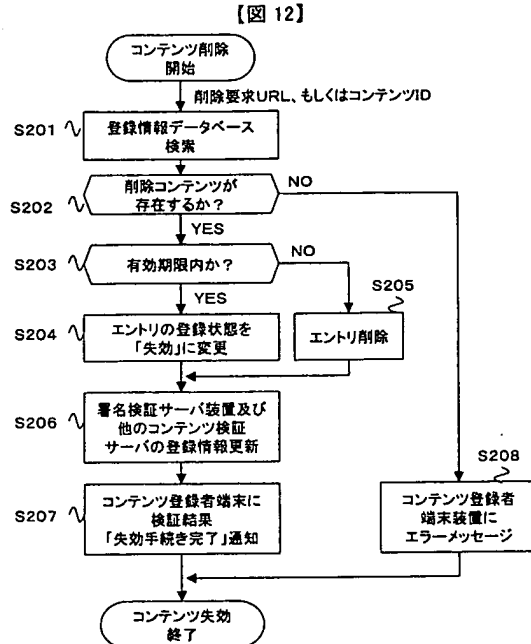 【図 12】
コンテンツ削除
開始
削除要求URL、もしくはコンテンツID
S201
登録情報データベース
検索
S202
削除コンテンツが
存在するか？
NO
YES
S203
有効期限内か？
NO
YES
S205
エントリ削除
S204
エントリの登録状態を
「失効」に変更
S206
署名検証サーバ装置及び
他のコンテンツ検証
サーバの登録情報更新
S207
コンテンツ登録者端末に
検証結果
「失効手続き完了」通知
S208
コンテンツ登録者
端末装置に
エラーメッセージ
コンテンツ失効
終了